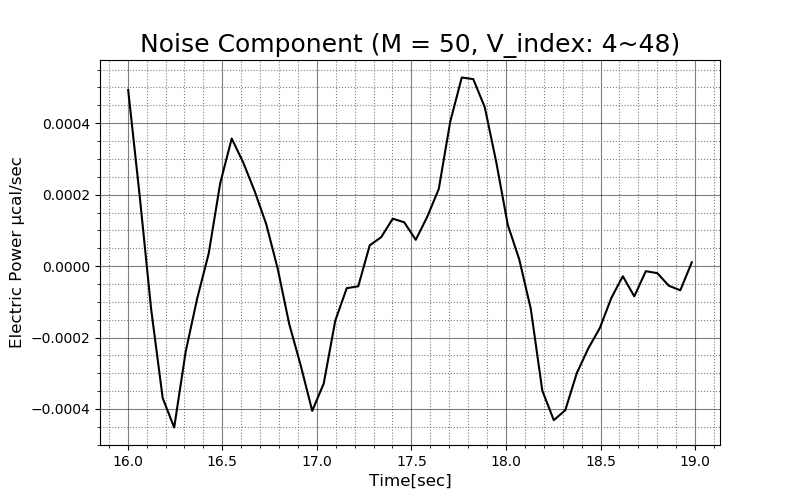 Noise Component (M = 50, V_index: 4~48)
Electric Power μcal/sec
0.0004
0.0002
0.0000
−0.0002
−0.0004
16.0 16.5 17.0 17.5 18.0 18.5 19.0
Time[sec]